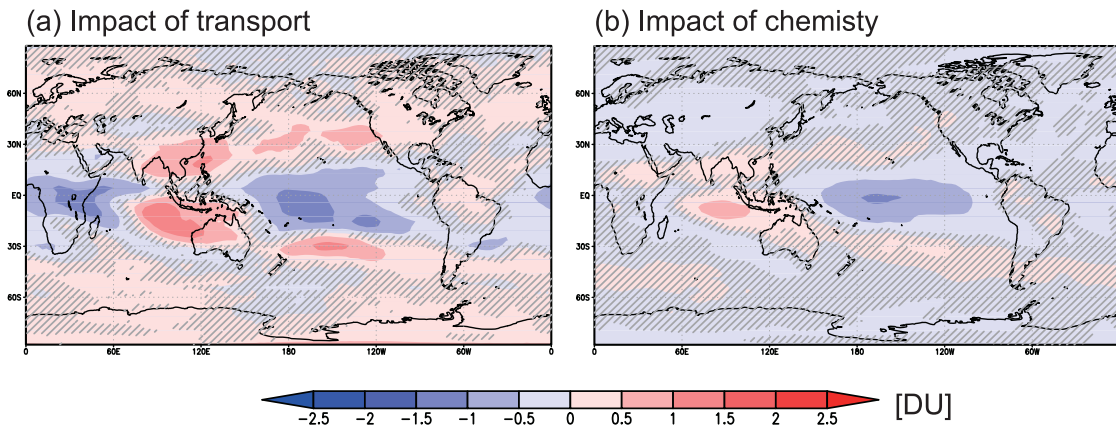 (a) Impact of transport
(b) Impact of chemisty
60N
30N
EQ
30S
60S
0 60E 120E 180 120W 60W 0
60N
30N
EQ
30S
60S
0 60E 120E 180 120W 60W
-2.5 -2 -1.5 -1 -0.5 0 0.5 1 1.5 2 2.5
[DU]